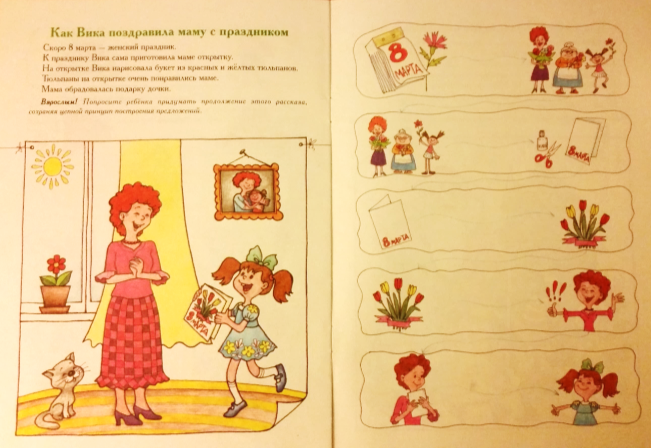 Как Вика поздравила маму с праздником
Скоро 8 марта — женский праздник.
К празднику Вика сама приготовила маме открытку.
На открытке Вика нарисовала букет из красных и жёлтых тюльпанов.
Тюльпаны на открытке очень понравились маме.
Мама обрадовалась подарку дочки.
Взрослым! Попросите ребёнка придумать продолжение этого рассказа,
сохраняя цепной принцип построения предложений.
8 МАРТА
8 МАРТА
8 МАРТА
8 МАРТА
!!!